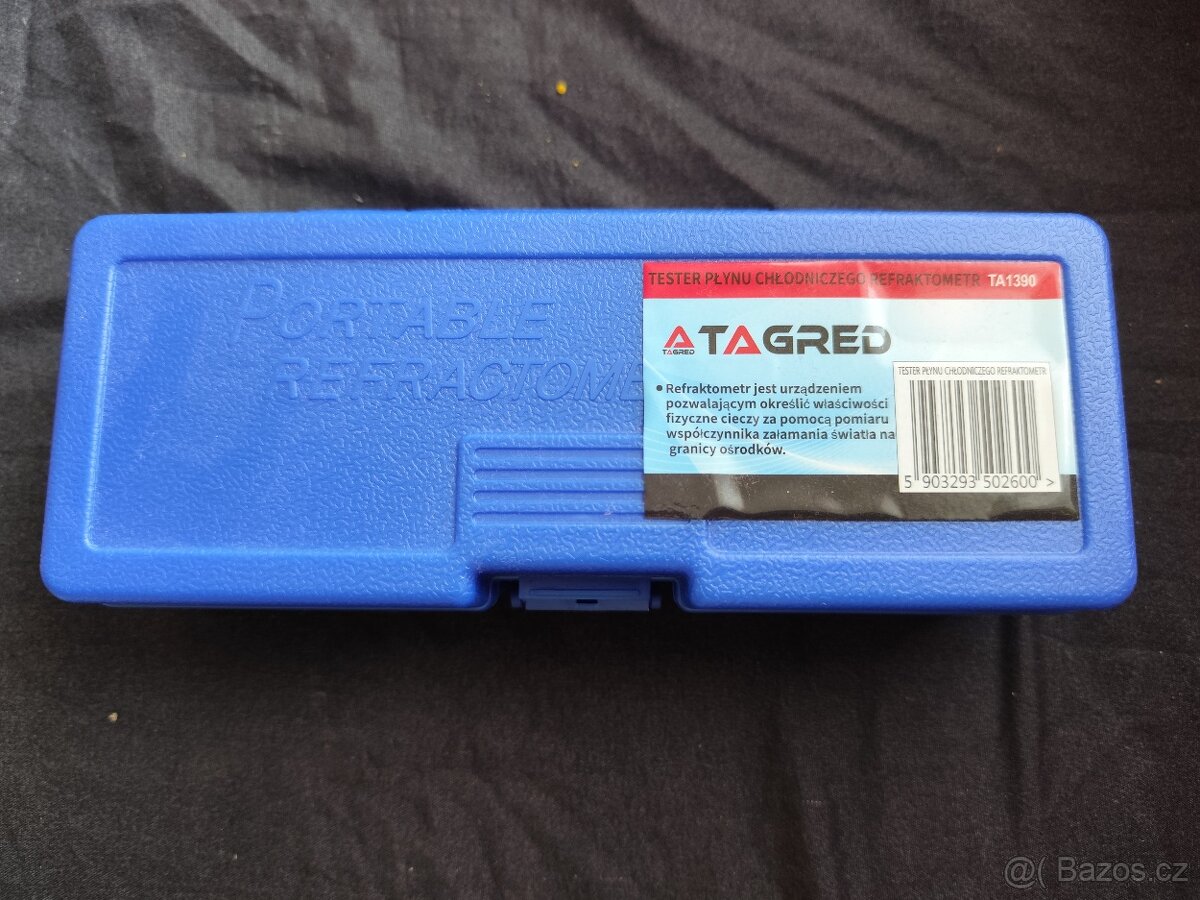 PORTABLE
REFRACTOME
TESTER PŁYNU CHŁODNICZEGO REFRAKTOMETR TA1390
TAGRED
TAGRED
• Refraktometr jest urządzeniem
pozwalającym określić właściwości
fizyczne cieczy za pomocą pomiaru
współczynnika załamania światła na
granicy ośrodków.
TESTER PŁYNU CHŁODNICZEGO REFRAKTOMETR
5 903293 502600 >
@( Bazos.cz